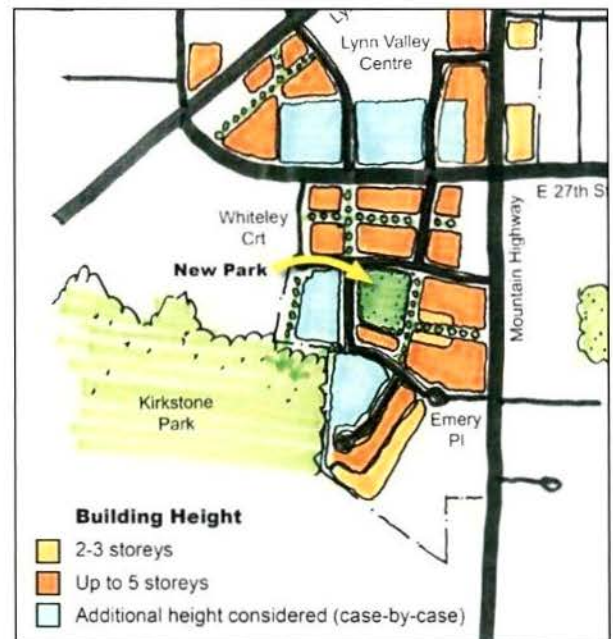 Lynn Valley
Centre
E 27th S
Whiteley
Crt
New Park
Mountain Highway
Kirkstone
Park
Emery
Pl
Building Height
2-3 storeys
Up to 5 storeys
Additional height considered (case-by-case)